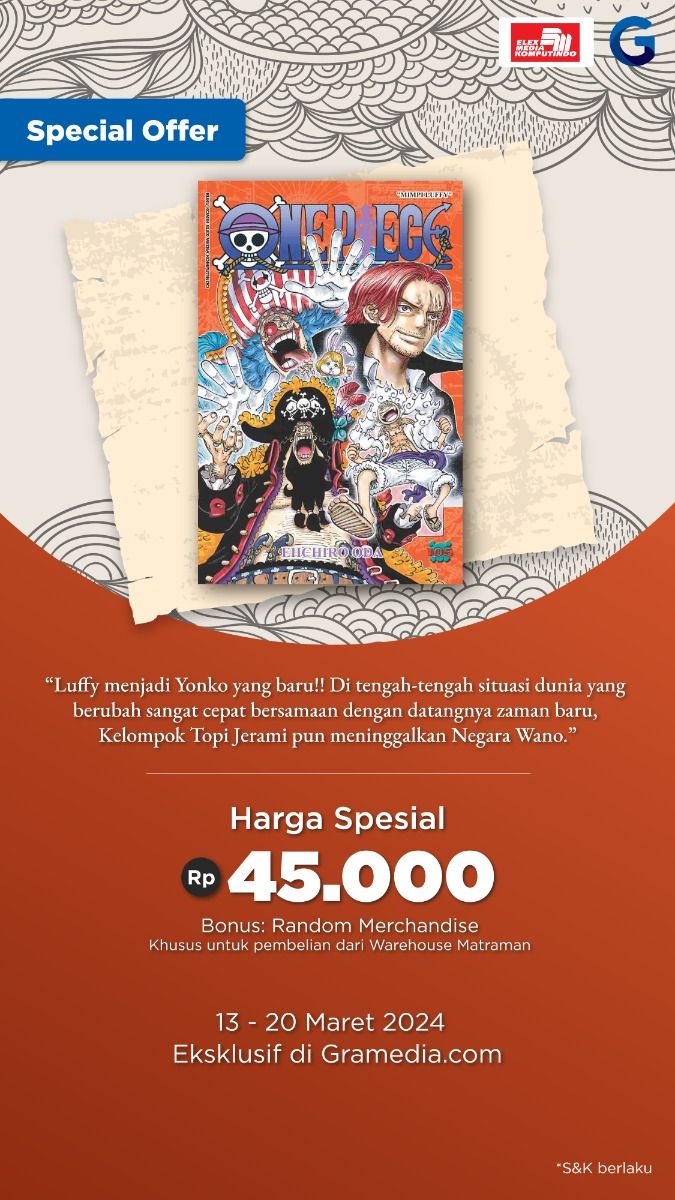 ELEX
MEDIA
KOMPUTINDO
G
Special Offer
"MIMPI LUFFY"
ONE PIECE
EIICHIRO ODA
105
“Luffy menjadi Yonko yang baru!! Di tengah-tengah situasi dunia yang
berubah sangat cepat bersamaan dengan datangnya zaman baru,
Kelompok Topi Jerami pun meninggalkan Negara Wano.”
Harga Spesial
Rp 45.000
Bonus: Random Merchandise
Khusus untuk pembelian dari Warehouse Matraman
13 - 20 Maret 2024
Eksklusif di Gramedia.com
*S&K berlaku